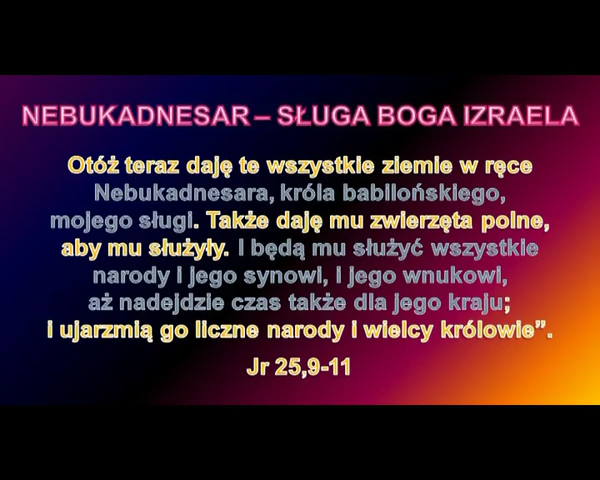 NEBUKADNESAR – SŁUGA BOGA IZRAELA
Otóż teraz daję te wszystkie ziemie w ręce
Nebukadnesara, króla babilońskiego,
mojego sługi. Także daję mu zwierzęta polne,
aby mu służyły. I będą mu służyć wszystkie
narody i jego synowi, i jego wnukowi,
aż nadejdzie czas także dla jego kraju;
i ujarzmią go liczne narody i wielcy królowie”.
Jr 25,9-11